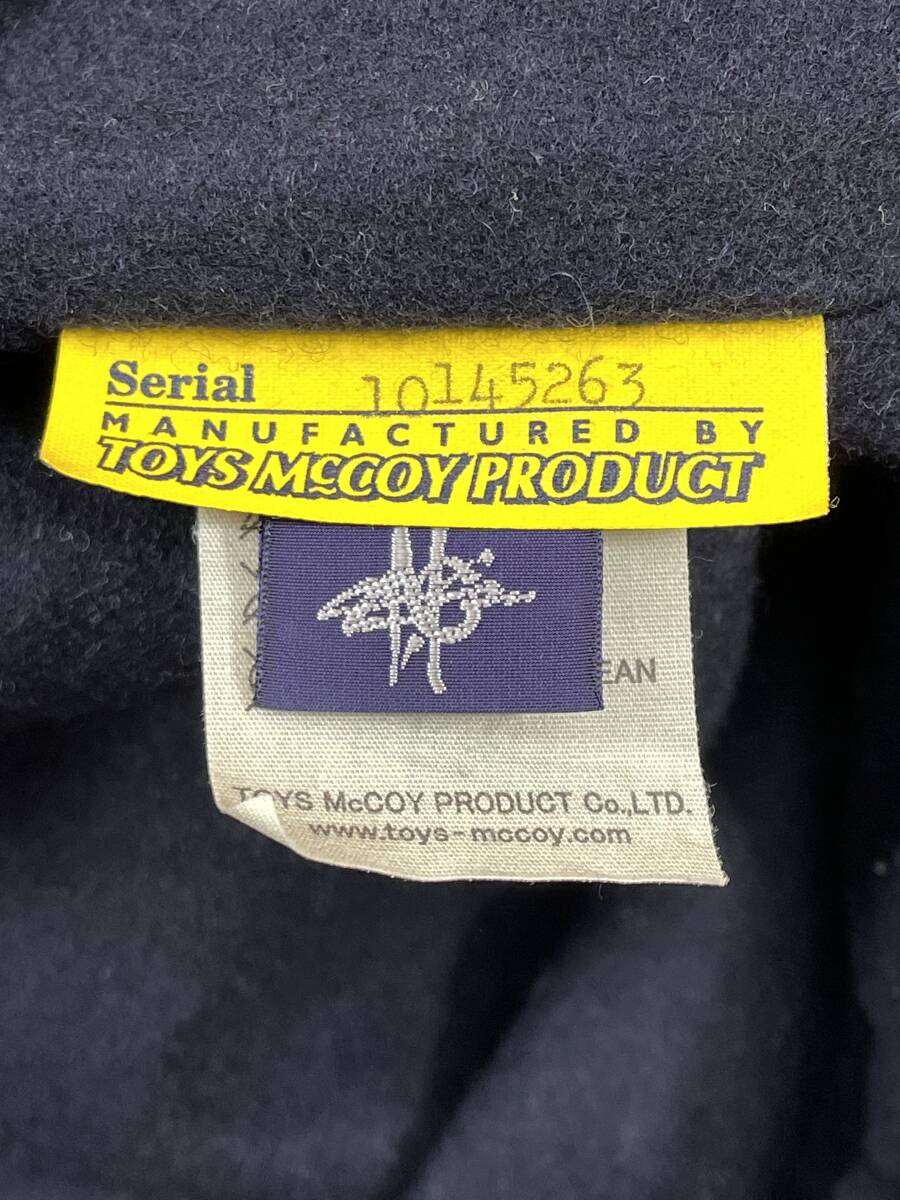 Serial 10145263
MANUFACTURED BY
TOYS McCOY PRODUCT
EAN
TOYS McCOY PRODUCT Co.,LTD.
www.toys-mccoy.com